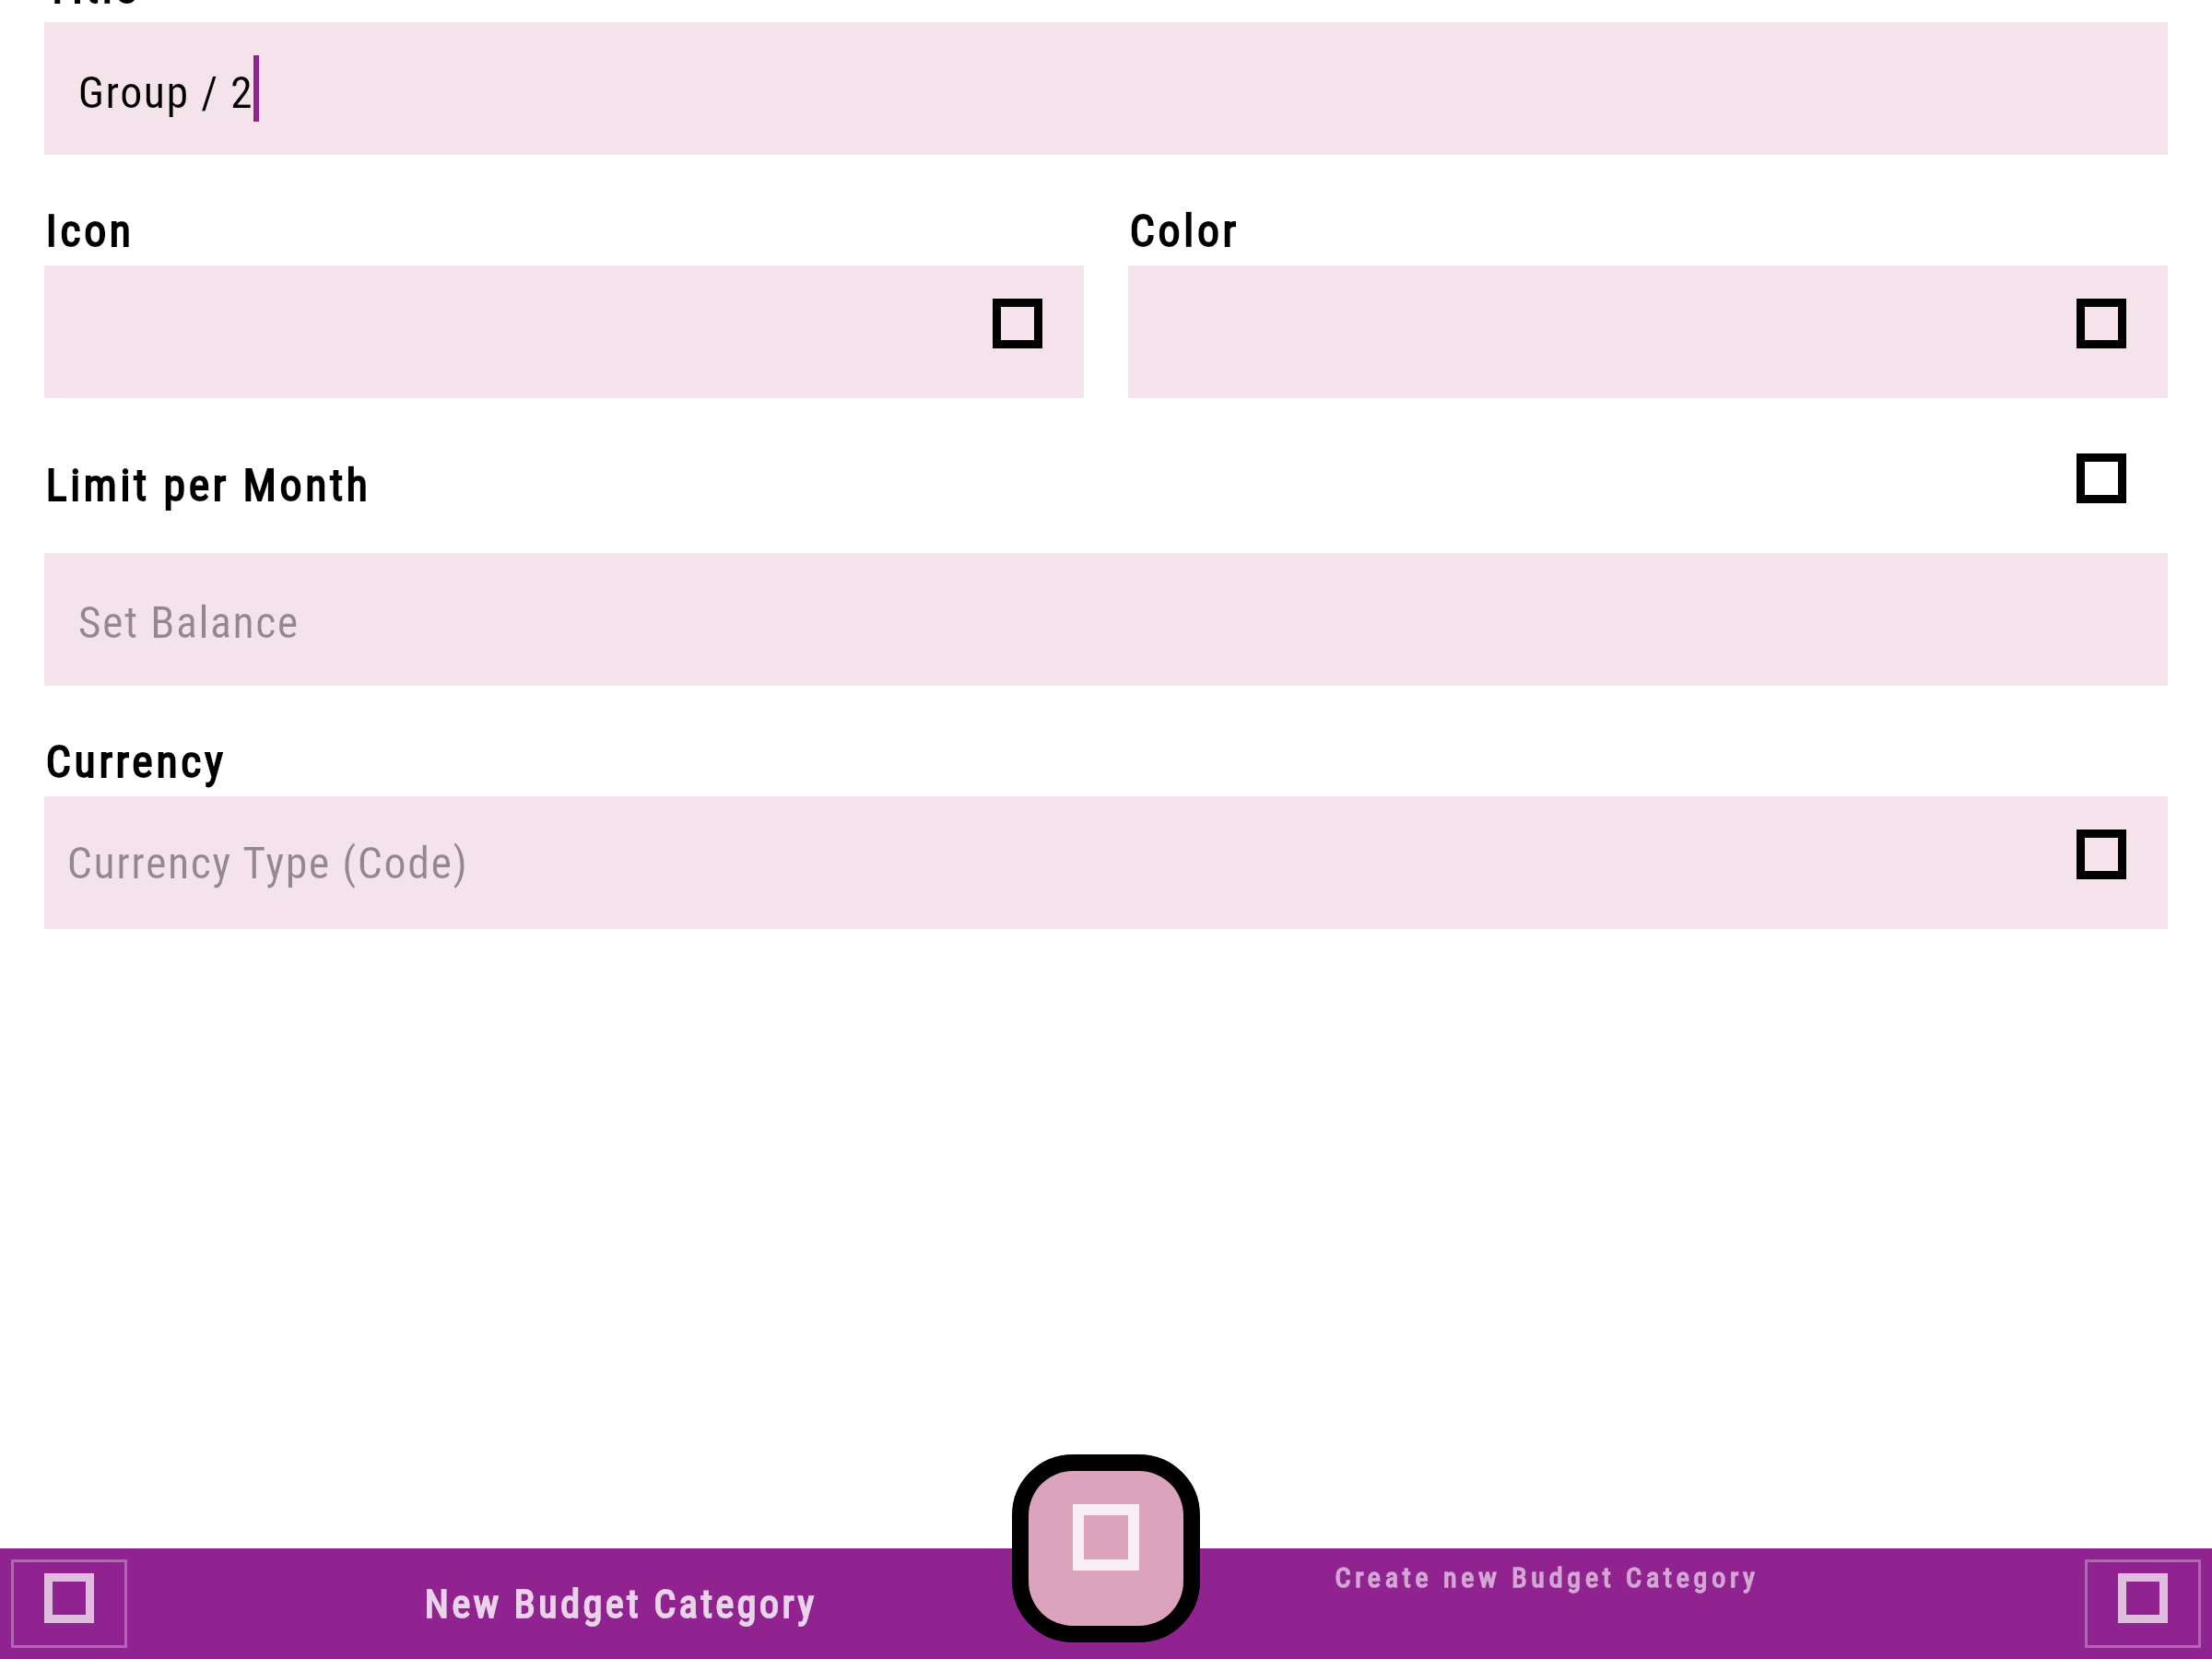 Group / 2
Icon
Color
Limit per Month
Set Balance
Currency
Currency Type (Code)
New Budget Category
Create new Budget Category